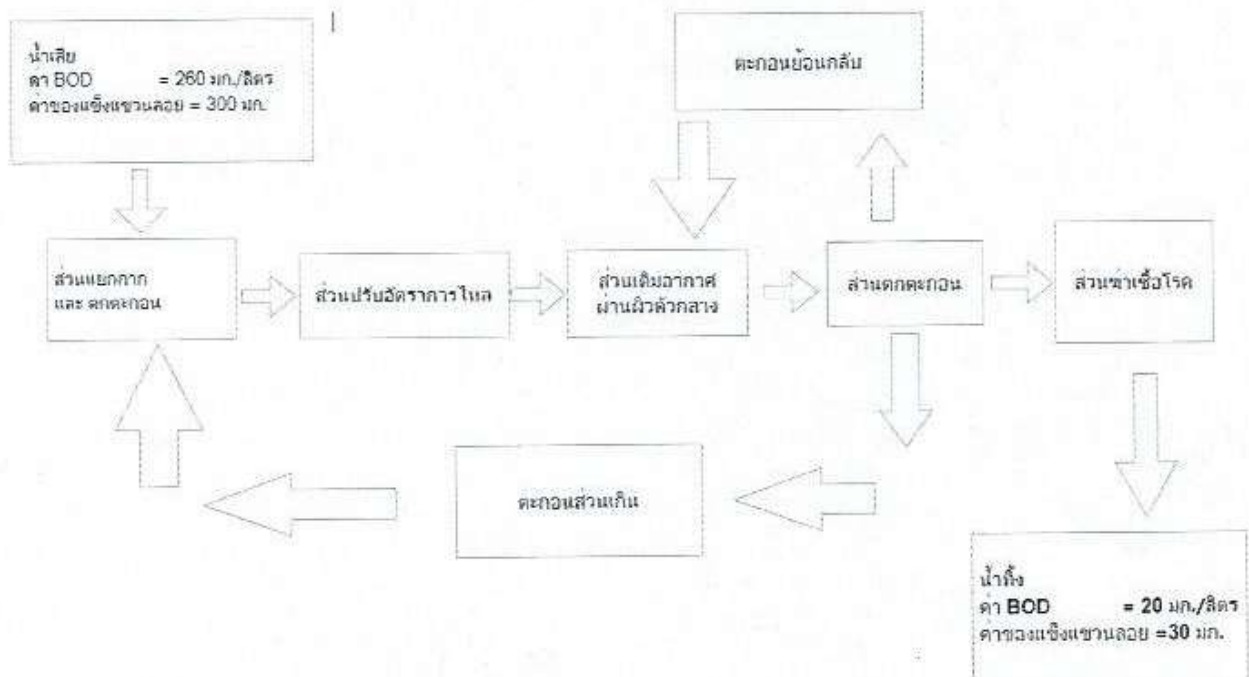 น้ำเสีย
ค่า BOD = 260 มก./ลิตร
ค่าของแข็งแขวนลอย = 300 มก.
ตะกอนย้อนกลับ
ส่วนแยกกาก
และ ตกตะกอน
ส่วนปรับอัตราการไหล
ส่วนเติมอากาศ
ผ่านผิวตัวกลาง
ส่วนตกตะกอน
ส่วนฆ่าเชื้อโรค
ตะกอนส่วนเกิน
น้ำทิ้ง
ค่า BOD = 20 มก./ลิตร
ค่าของแข็งแขวนลอย =30 มก.